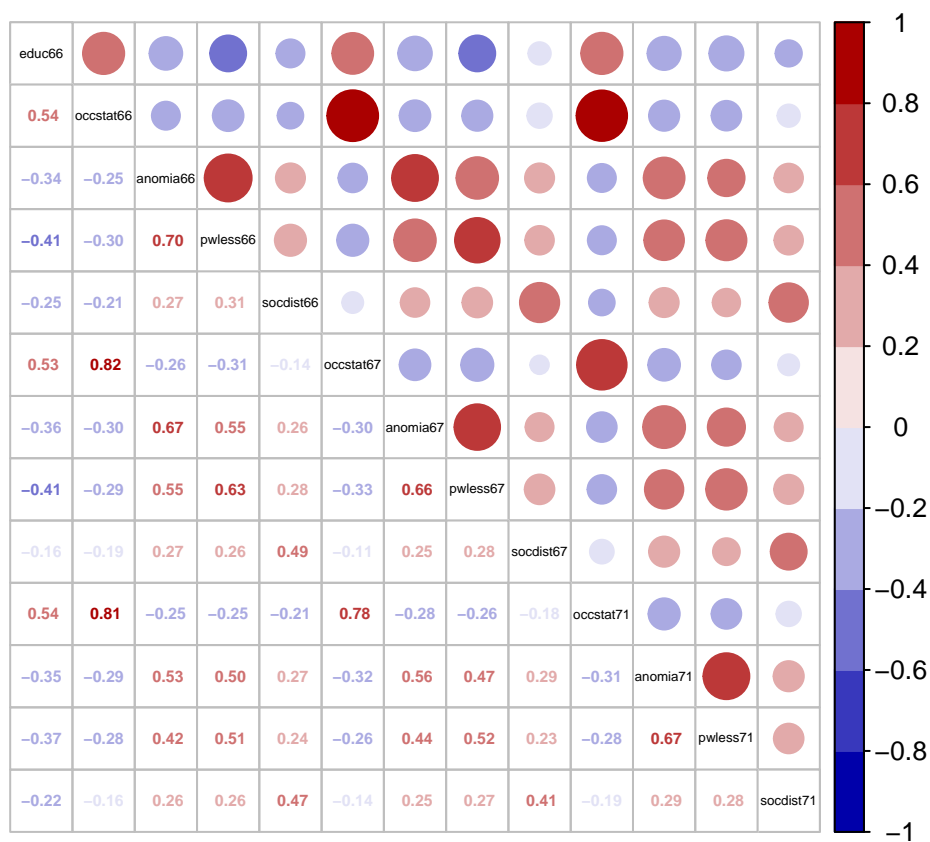 1
educ66
0.8
0.54 occstat66
−0.34 −0.25 anomia66
0.6
−0.41 −0.30 0.70 pwless66
0.4
−0.25 −0.21 0.27 0.31 socdist66
0.2
0.53 0.82 −0.26 −0.31 −0.14 occstat67
−0.36 −0.30 0.67 0.55 0.26 −0.30 anomia67
0
−0.41 −0.29 0.55 0.63 0.28 −0.33 0.66 pwless67
−0.2
−0.16 −0.19 0.27 0.26 0.49 −0.11 0.25 0.28 socdist67
−0.4
0.54 0.81 −0.25 −0.25 −0.21 0.78 −0.28 −0.26 −0.18 occstat71
−0.6
−0.35 −0.29 0.53 0.50 0.27 −0.32 0.56 0.47 0.29 −0.31 anomia71
−0.37 −0.28 0.42 0.51 0.24 −0.26 0.44 0.52 0.23 −0.28 0.67 pwless71
−0.8
−0.22 −0.16 0.26 0.26 0.47 −0.14 0.25 0.27 0.41 −0.19 0.29 0.28 socdist71
−1